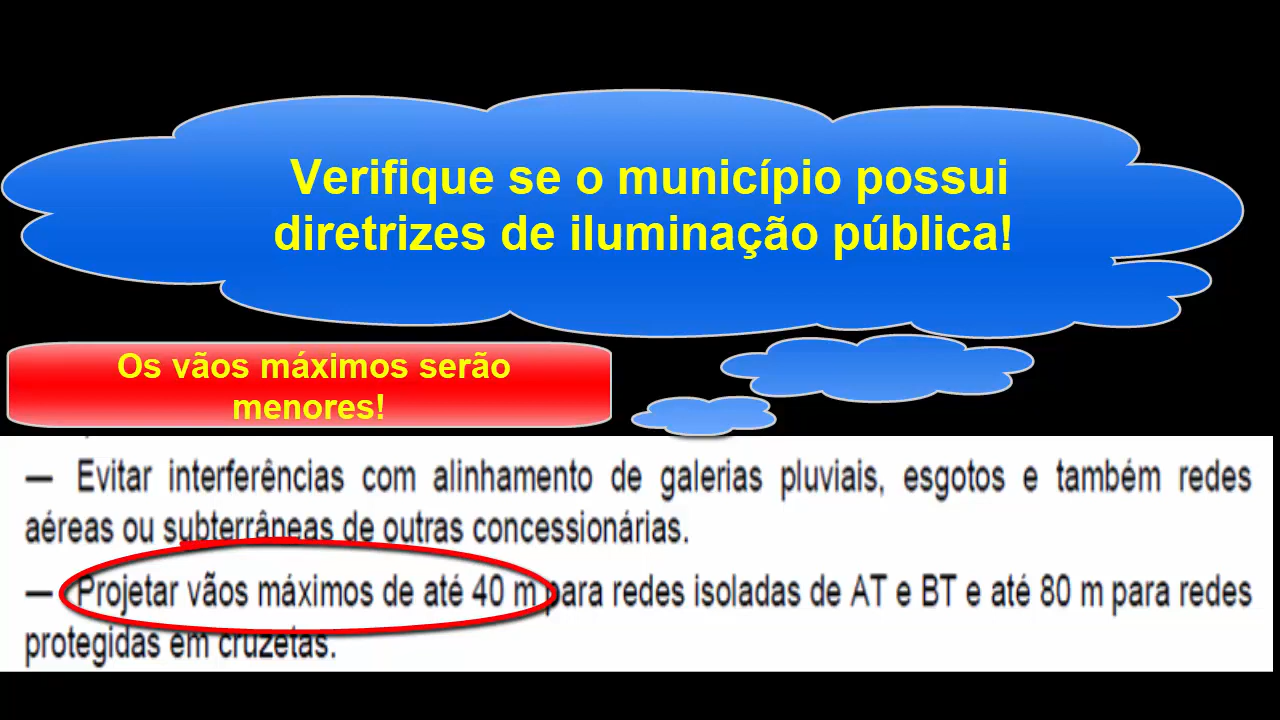 Verifique se o município possui
diretrizes de iluminação pública!
Os vãos máximos serão
menores!
— Evitar interferências com alinhamento de galerias pluviais, esgotos e também redes
aéreas ou subterrâneas de outras concessionárias.
— Projetar vãos máximos de até 40 m para redes isoladas de AT e BT e até 80 m para redes
protegidas em cruzetas.